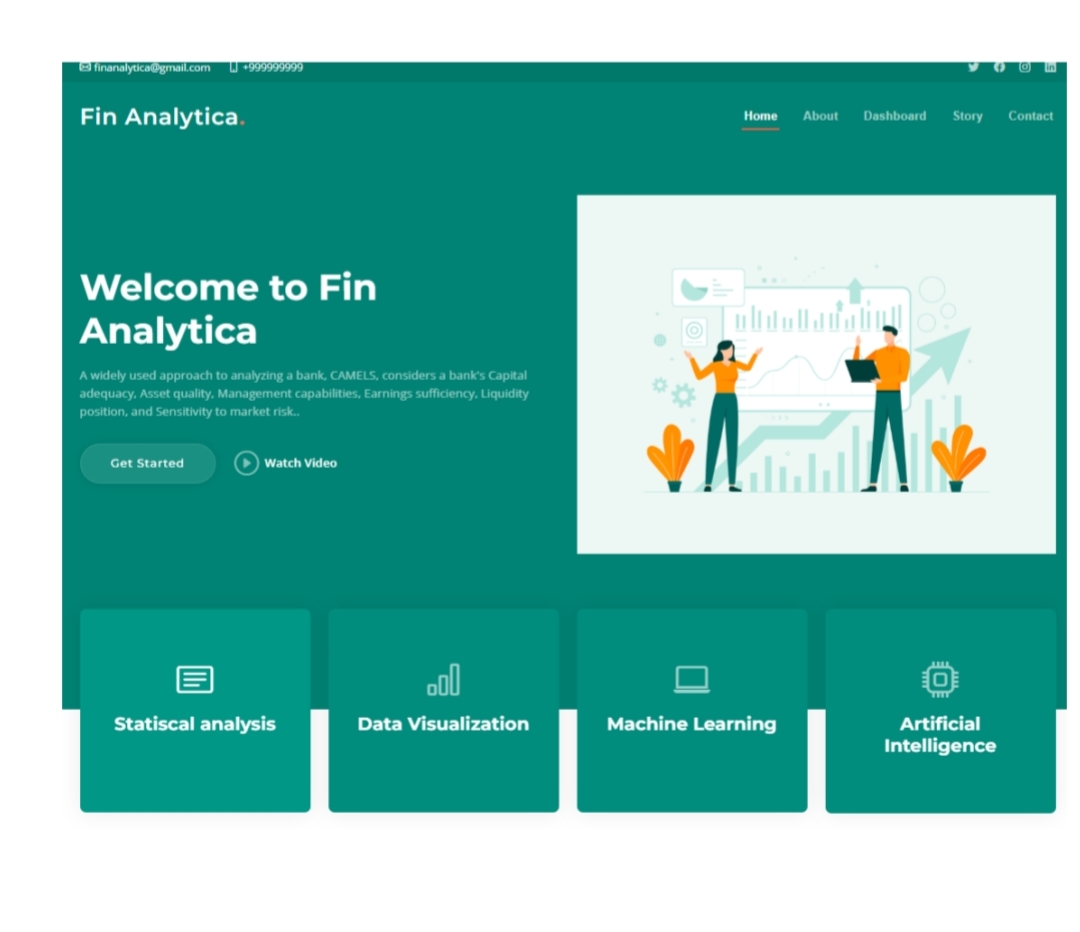 finanalytica@gmail.com +999999999
Fin Analytica.
Home About Dashboard Story Contact
Welcome to Fin
Analytica
A widely used approach to analyzing a bank, CAMELS, considers a bank's Capital
adequacy, Asset quality, Management capabilities, Earnings sufficiency, Liquidity
position, and Sensitivity to market risk..
Get Started Watch Video
Statiscal analysis
Data Visualization
Machine Learning
Artificial
Intelligence